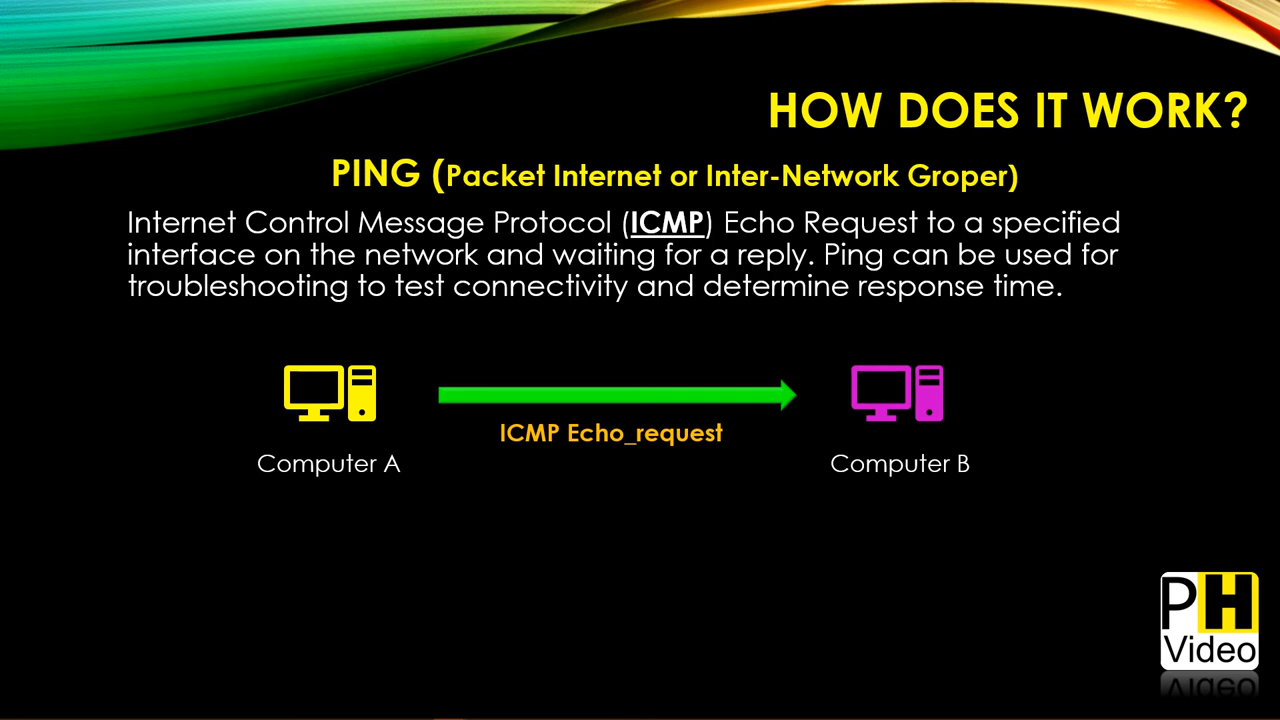 HOW DOES IT WORK?
PING (Packet Internet or Inter-Network Groper)
Internet Control Message Protocol (ICMP) Echo Request to a specified
interface on the network and waiting for a reply. Ping can be used for
troubleshooting to test connectivity and determine response time.
ICMP Echo_request
Computer A
Computer B
PH
Video